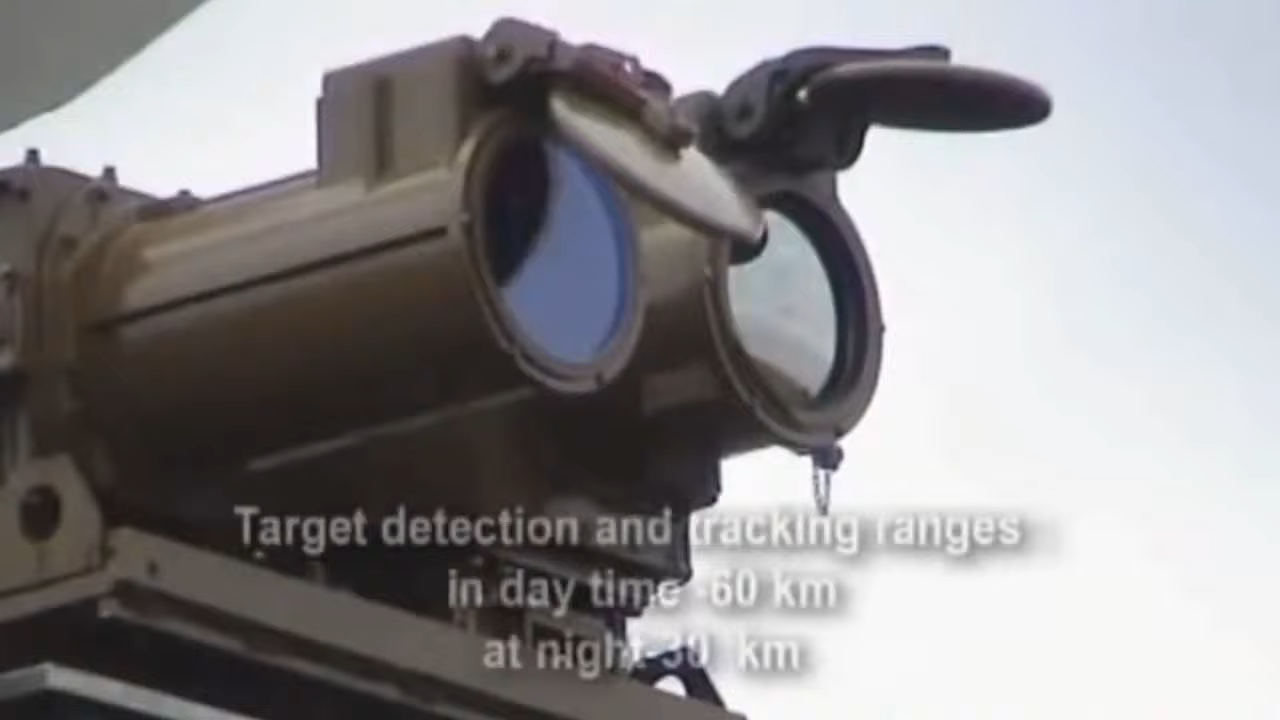 Target detection and tracking ranges
in day time -60 km
at night-30 km